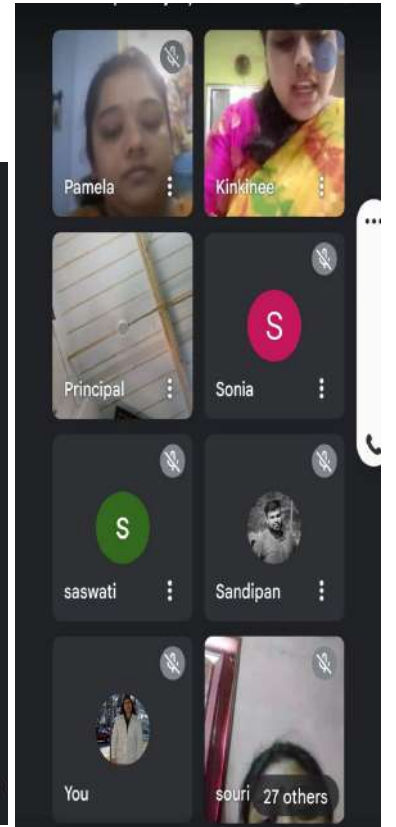 Pamela Kinkinee
Principal
S
Sonia
S
saswati
Sandipan
You
souri 27 others